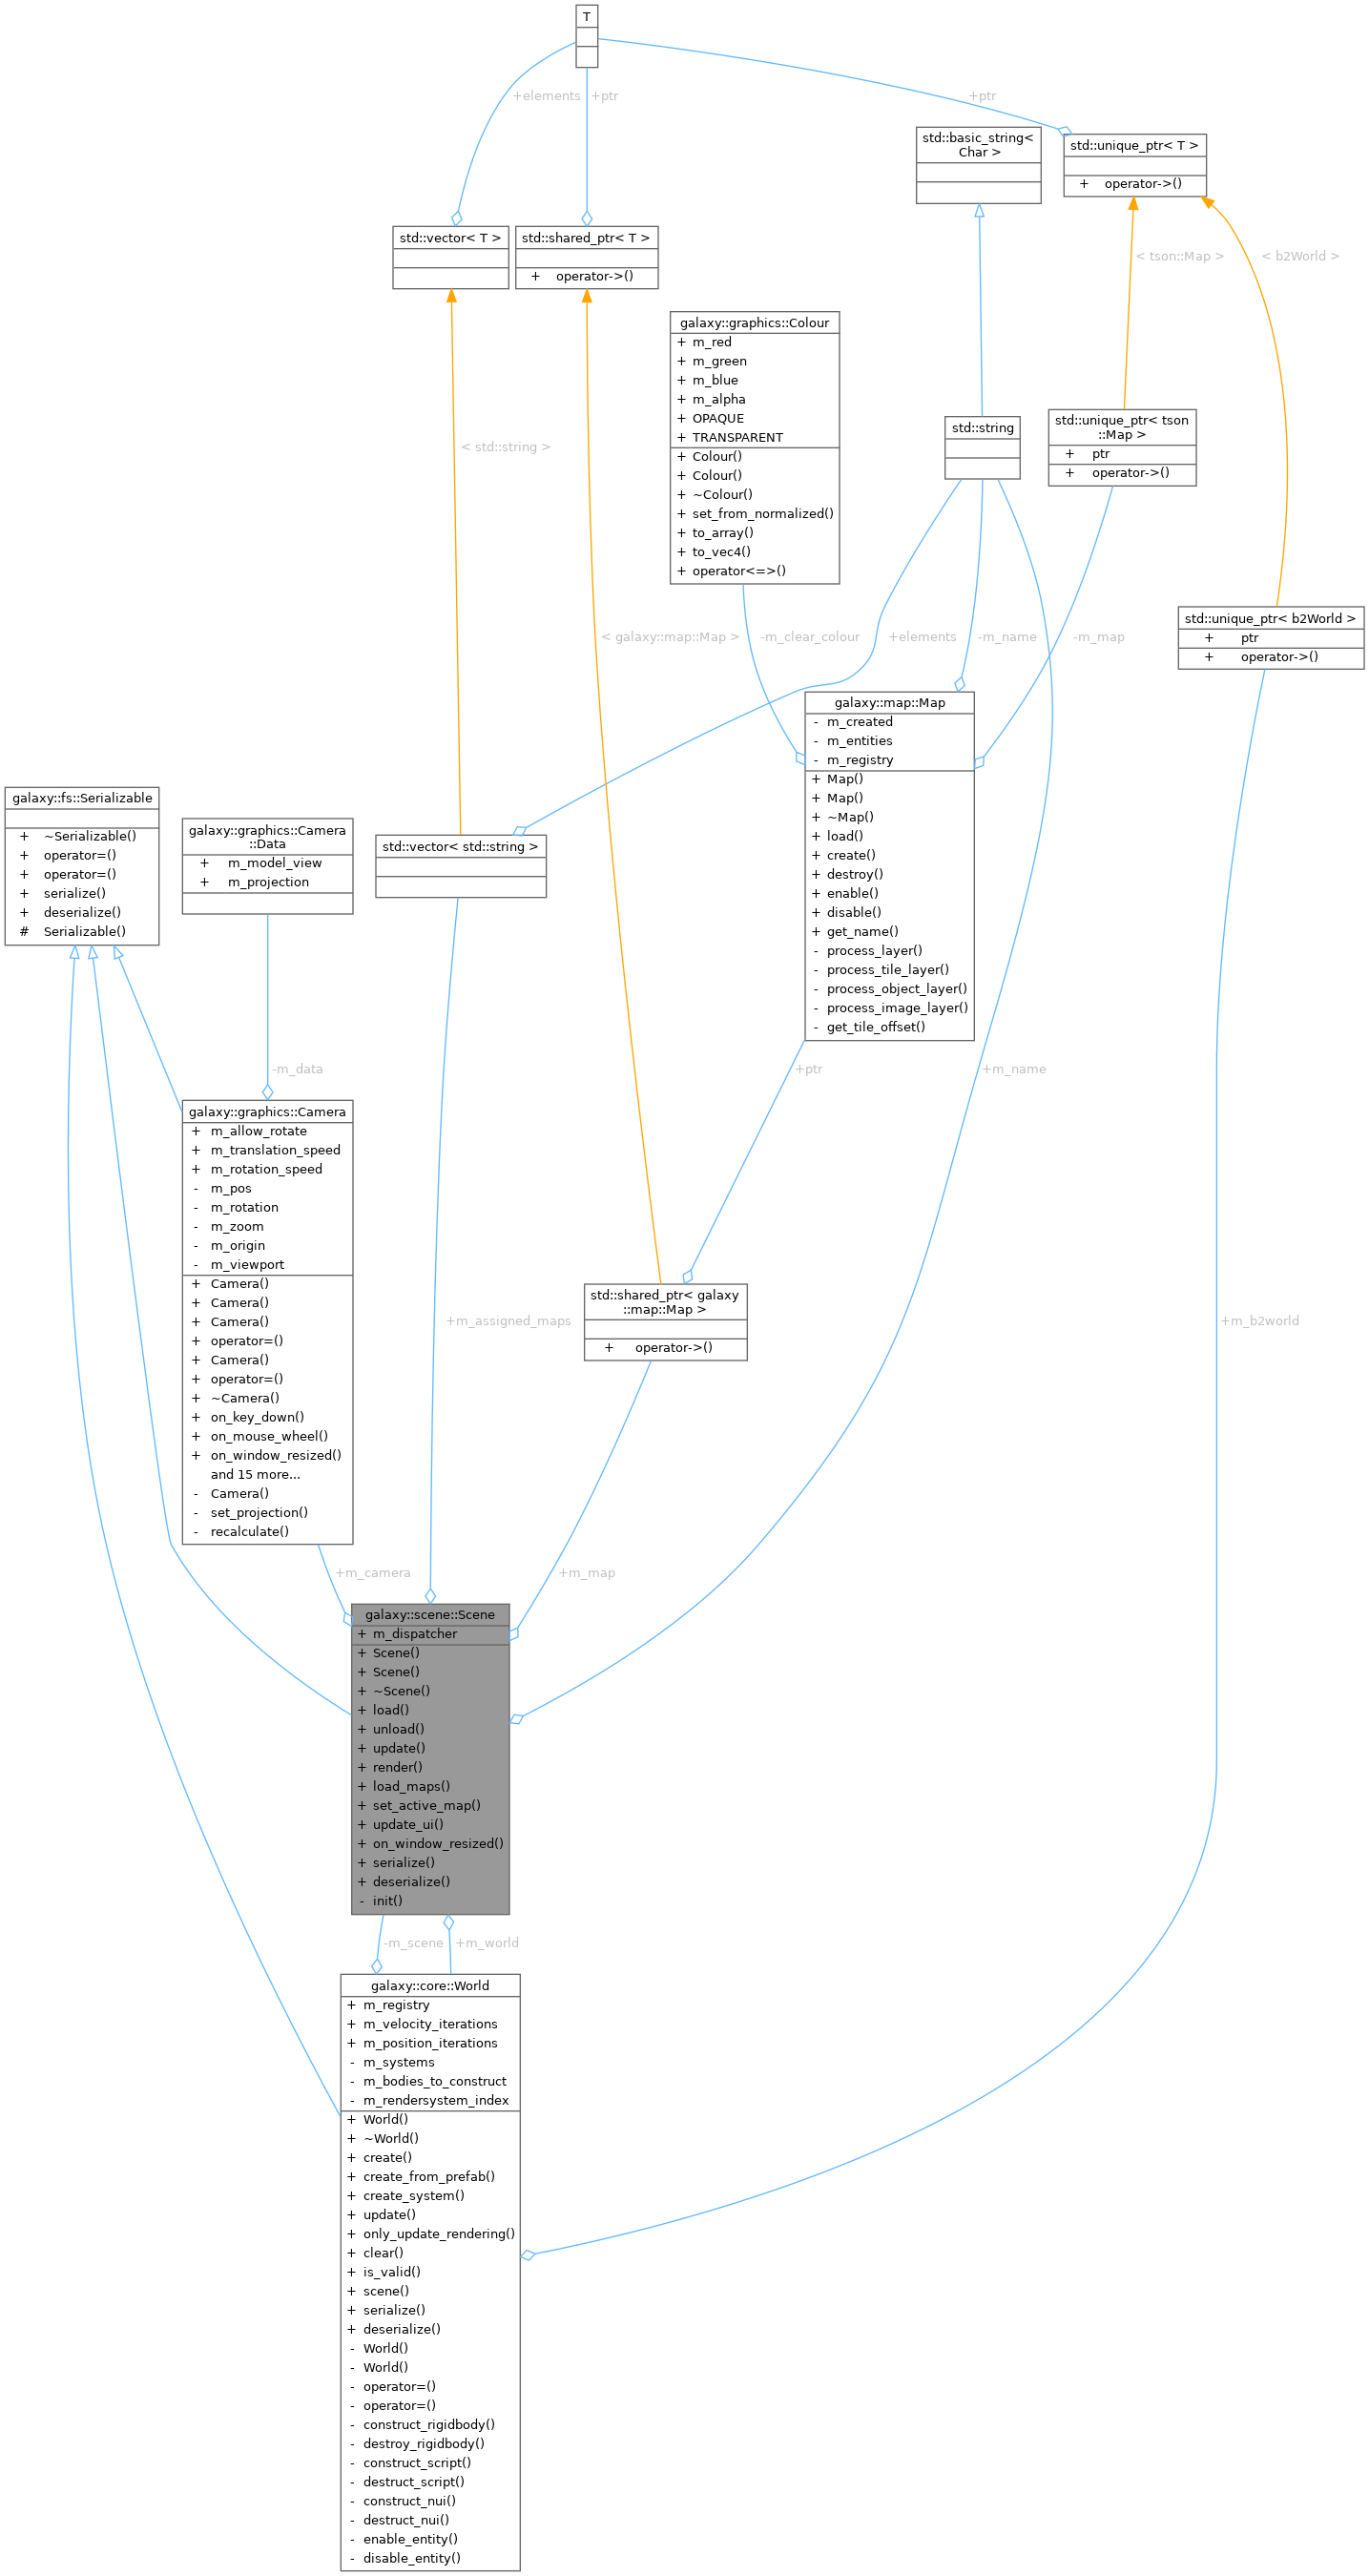 T
+elements
+ptr
+ptr
std::basic_string<
Char >
std::unique_ptr< T >
+ operator->()
std::vector< T >
std::shared_ptr< T >
+ operator->()
< tson::Map >
< b2World >
galaxy::graphics::Colour
+ m_red
+ m_green
+ m_blue
+ m_alpha
+ OPAQUE
+ TRANSPARENT
+ Colour()
+ Colour()
+ ~Colour()
+ set_from_normalized()
+ to_array()
+ to_vec4()
+ operator<=>()
std::string
std::unique_ptr< tson
::Map >
+ ptr
+ operator->()
< std::string >
std::unique_ptr< b2World >
+ ptr
+ operator->()
< galaxy::map::Map >
-m_clear_colour
+elements
-m_name
-m_map
galaxy::map::Map
- m_created
- m_entities
- m_registry
+ Map()
+ Map()
+ ~Map()
+ load()
+ create()
+ destroy()
+ enable()
+ disable()
+ get_name()
- process_layer()
- process_tile_layer()
- process_object_layer()
- process_image_layer()
- get_tile_offset()
galaxy::fs::Serializable
+ ~Serializable()
+ operator=()
+ operator=()
+ serialize()
+ deserialize()
# Serializable()
galaxy::graphics::Camera
::Data
+ m_model_view
+ m_projection
std::vector< std::string >
-m_data
+ptr
+m_name
galaxy::graphics::Camera
+ m_allow_rotate
+ m_translation_speed
+ m_rotation_speed
- m_pos
- m_rotation
- m_zoom
- m_origin
- m_viewport
+ Camera()
+ Camera()
+ Camera()
+ operator=()
+ Camera()
+ operator=()
+ ~Camera()
+ on_key_down()
+ on_mouse_wheel()
+ on_window_resized()
and 15 more...
- Camera()
- set_projection()
- recalculate()
std::shared_ptr< galaxy
::map::Map >
+ operator->()
+m_assigned_maps
+m_b2world
+m_camera
+m_map
galaxy::scene::Scene
+ m_dispatcher
+ Scene()
+ Scene()
+ ~Scene()
+ load()
+ unload()
+ update()
+ render()
+ load_maps()
+ set_active_map()
+ update_ui()
+ on_window_resized()
+ serialize()
+ deserialize()
- init()
-m_scene
+m_world
galaxy::core::World
+ m_registry
+ m_velocity_iterations
+ m_position_iterations
- m_systems
- m_bodies_to_construct
- m_rendersystem_index
+ World()
+ ~World()
+ create()
+ create_from_prefab()
+ create_system()
+ update()
+ only_update_rendering()
+ clear()
+ is_valid()
+ scene()
+ serialize()
+ deserialize()
- World()
- World()
- operator=()
- operator=()
- construct_rigidbody()
- destroy_rigidbody()
- construct_script()
- destruct_script()
- construct_nui()
- destruct_nui()
- enable_entity()
- disable_entity()